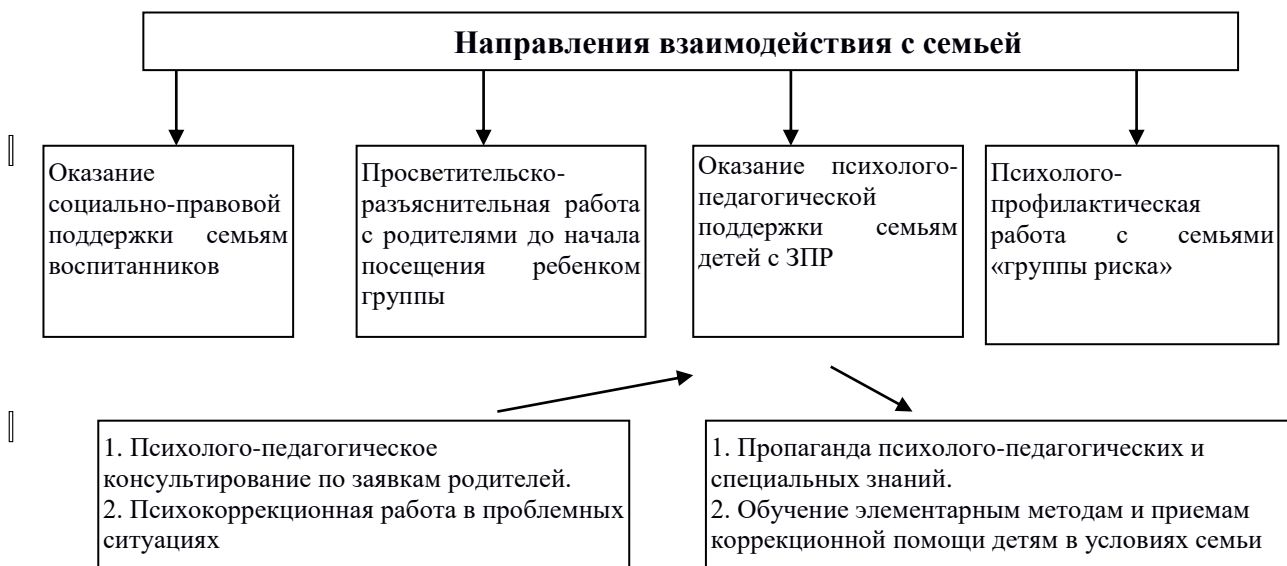 Направления взаимодействия с семьей
Оказание
социально-правовой
поддержки семьям
воспитанников
Просветительско-
разъяснительная работа
с родителями до начала
посещения ребенком
группы
Оказание психолого-
педагогической
поддержки семьям
детей с ЗПР
Психолого-
профилактическая
работа с семьями
«группы риска»
1. Психолого-педагогическое
консультирование по заявкам родителей.
2. Психокоррекционная работа в проблемных
ситуациях
1. Пропаганда психолого-педагогических и
специальных знаний.
2. Обучение элементарным методам и приемам
коррекционной помощи детям в условиях семьи